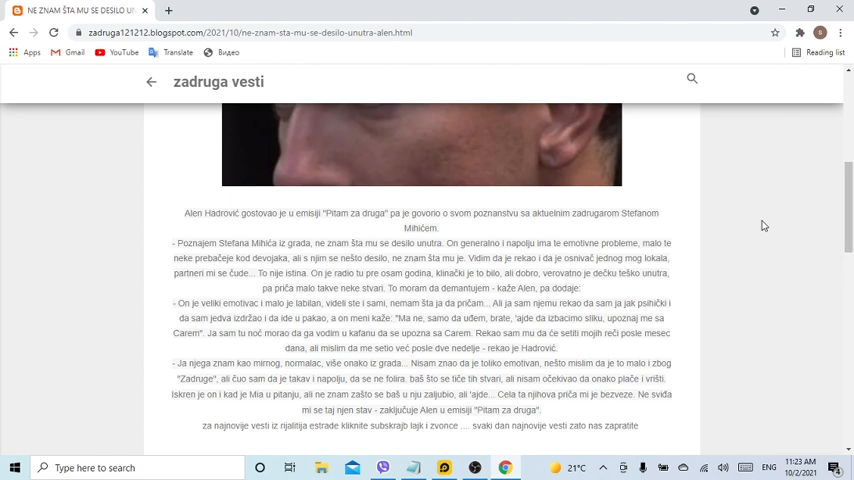 NE ZNAM ŠTA MU SE DESILO UN
zadruga121212.blogspot.com/2021/10/ne-znam-sta-mu-se-desilo-unutra-alen.html
B
Apps Gmail YouTube Translate Видео Reading list
zadruga vesti
Alen Hadrović gostovao je u emisiji "Pitam za druga" pa je govorio o svom poznanstvu sa aktuelnim zadrugarom Stefanom
Mihićem.
- Poznajem Stefana Mihića iz grada, ne znam šta mu se desilo unutra. On generalno i napolju ima te emotivne probleme, malo te
neke prebačeje kod devojaka, ali s njim se nešto desilo, ne znam šta mu je. Vidim da je rekao i da je osnivač jednog mog lokala,
partneri mi se čude... To nije istina. On je radio tu pre osam godina, klinački je to bilo, ali dobro, verovatno je dečku teško unutra,
pa priča malo takve neke stvari. To moram da demantujem - kaže Alen, pa dodaje:
- On je veliki emotivac i malo je labilan, videli ste i sami, nemam šta ja da pričam... Ali ja sam njemu rekao da sam ja jak psihički i
da sam jedva izdržao i da ide u pakao, a on meni kaže: "Ma ne, samo da uđem, brate, 'ajde da izbacimo sliku, upoznaj me sa
Carem". Ja sam tu noć morao da ga vodim u kafanu da se upozna sa Carem. Rekao sam mu da će setiti mojih reči posle mesec
dana, ali mislim da me setio već posle dve nedelje - rekao je Hadrović.
- Ja njega znam kao mirnog, normalac, više onako iz grada... Nisam znao da je toliko emotivan, nešto mislim da je to malo i zbog
"Zadruge", ali čuo sam da je takav i napolju, da se ne folira. baš što se tiče tih stvari, ali nisam očekivao da onako plače i vrišti.
Iskren je on i kad je Mia u pitanju, ali ne znam zašto se baš u nju zaljubio, ali 'ajde... Cela ta njihova priča mi je bezveze. Ne sviđa
mi se taj njen stav - zaključuje Alen u emisiji "Pitam za druga".
za najnovije vesti iz rijalitija estrade kliknite subskrajb lajk i zvonce .... svaki dan najnovije vesti zato nas zapratite
Type here to search
21°C
ENG
11:23 AM
10/2/2021
4